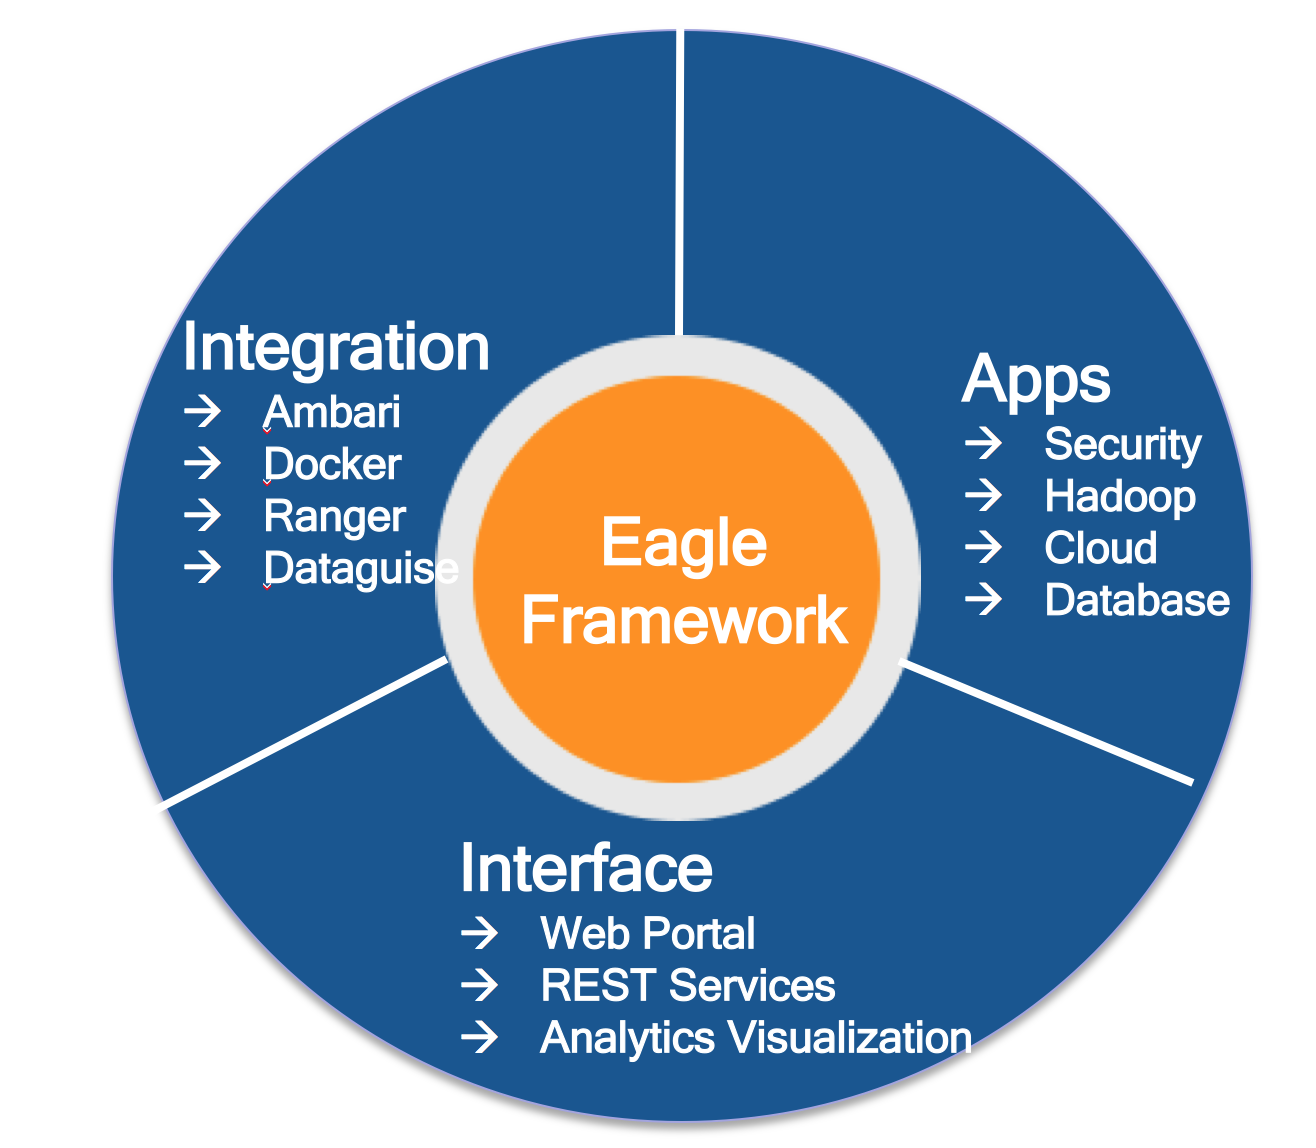 Integration
→ Ambari
→ Docker
→ Ranger
→ Dataguise
Eagle
Framework
Apps
→ Security
→ Hadoop
→ Cloud
→ Database
Interface
→ Web Portal
→ REST Services
→ Analytics Visualization